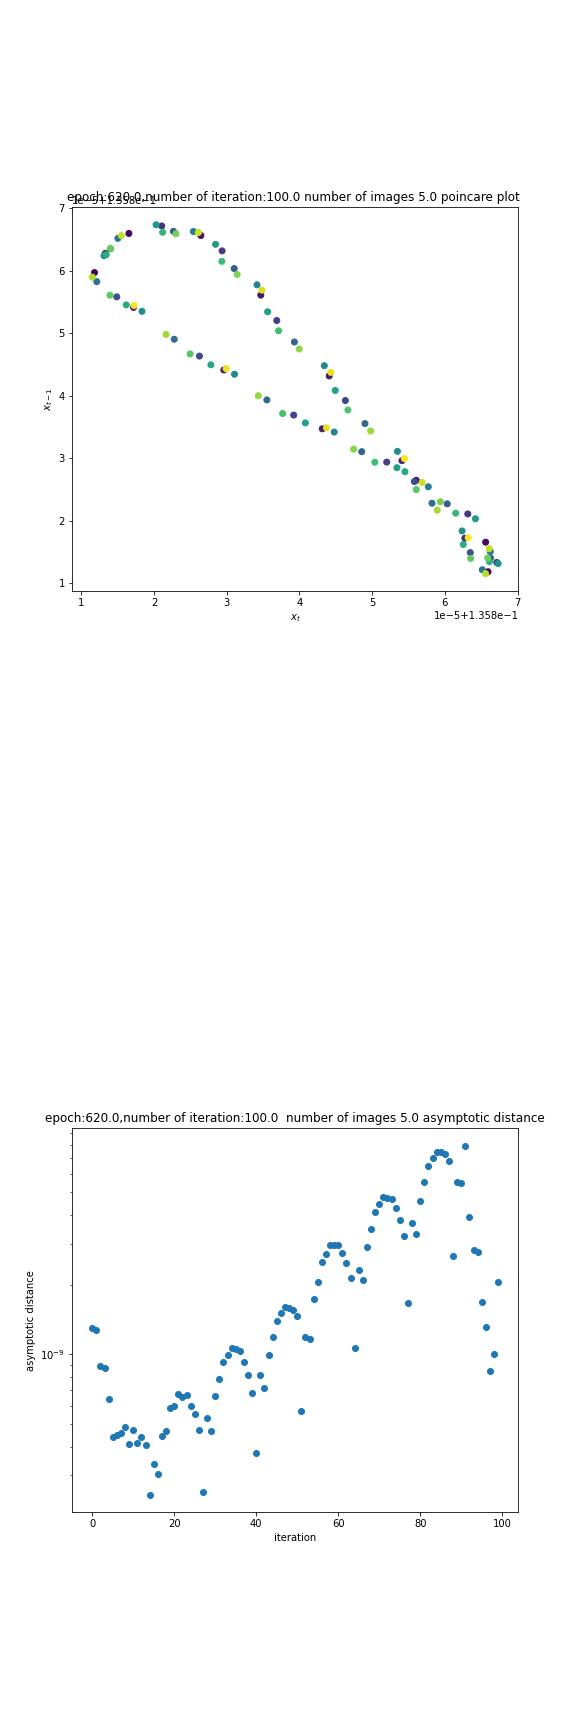 epoch:620.0,number of iteration:100.0 number of images 5.0 poincare plot
1e−5+1.358e−1
7
6
5
4
3
2
1
x_{t−1}
1 2 3 4 5 6 7
x_t
1e−5+1.358e−1
epoch:620.0,number of iteration:100.0 number of images 5.0 asymptotic distance
asymptotic distance
10^{−9}
0 20 40 60 80 100
iteration